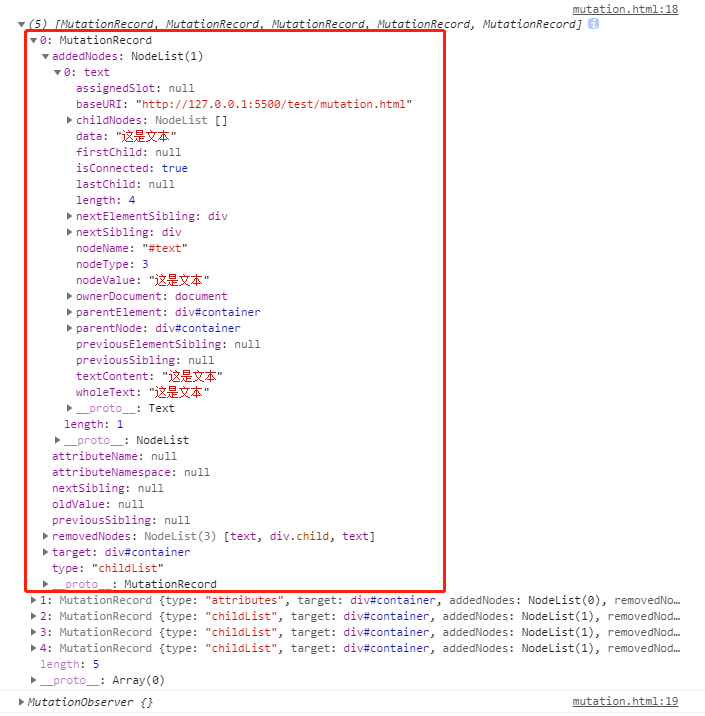 mutation.html:18
(5) [MutationRecord, MutationRecord, MutationRecord, MutationRecord, MutationRecord] i
0: MutationRecord
addedNodes: NodeList(1)
0: text
assignedSlot: null
baseURI: "http://127.0.0.1:5500/test/mutation.html"
childNodes: NodeList []
data: "这是文本"
firstChild: null
isConnected: true
lastChild: null
length: 4
nextElementSibling: div
nextSibling: div
nodeName: "#text"
nodeType: 3
nodeValue: "这是文本"
ownerDocument: document
parentElement: div#container
parentNode: div#container
previousElementSibling: null
previousSibling: null
textContent: "这是文本"
wholeText: "这是文本"
__proto__: Text
length: 1
__proto__: NodeList
attributeName: null
attributeNamespace: null
nextSibling: null
oldValue: null
previousSibling: null
removedNodes: NodeList(3) [text, div.child, text]
target: div#container
type: "childList"
__proto__: MutationRecord
1: MutationRecord {type: "attributes", target: div#container, addedNodes: NodeList(0), removedNo…
2: MutationRecord {type: "childList", target: div#container, addedNodes: NodeList(1), removedNod…
3: MutationRecord {type: "childList", target: div#container, addedNodes: NodeList(1), removedNod…
4: MutationRecord {type: "childList", target: div#container, addedNodes: NodeList(1), removedNod…
length: 5
__proto__: Array(0)
MutationObserver {} mutation.html:19